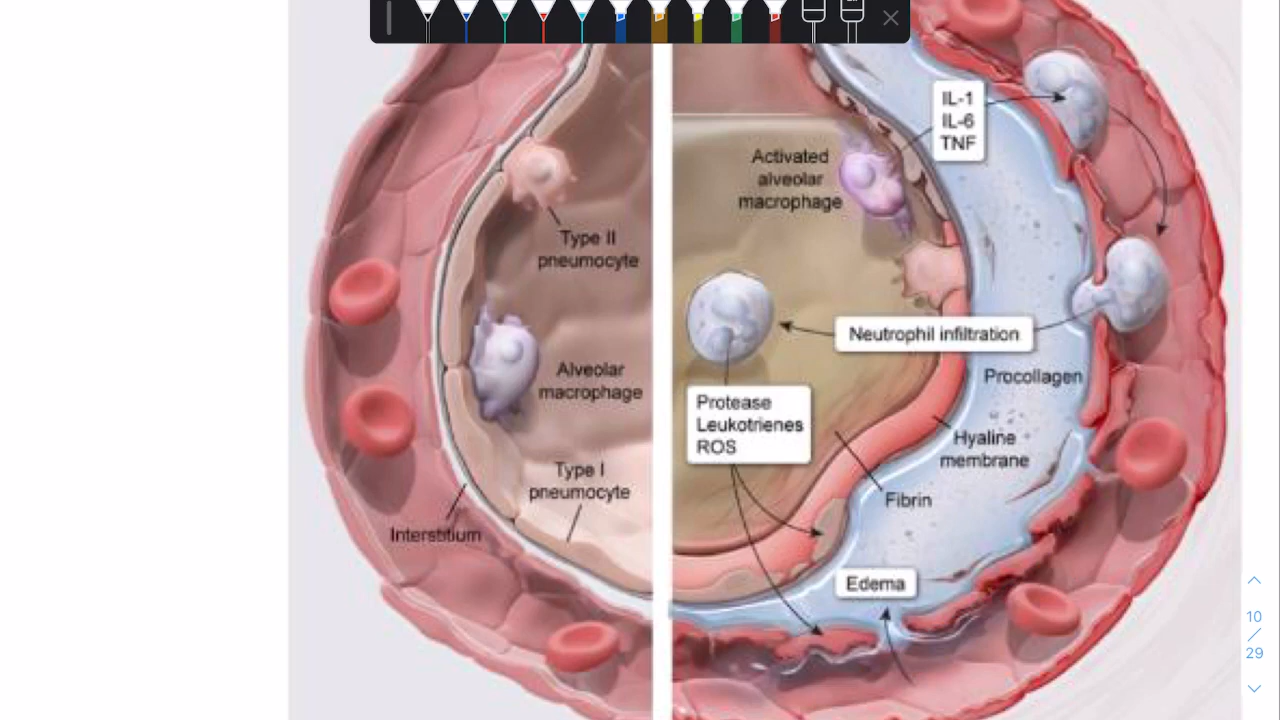 IL-1
IL-6
TNF
Activated
alveolar
macrophage
Type II
pneumocyte
Neutrophil infiltration
Alveolar
macrophage
Procollagen
Protease
Leukotrienes
ROS
Hyaline
membrane
Type I
pneumocyte
Fibrin
Interstitium
Edema
10
29